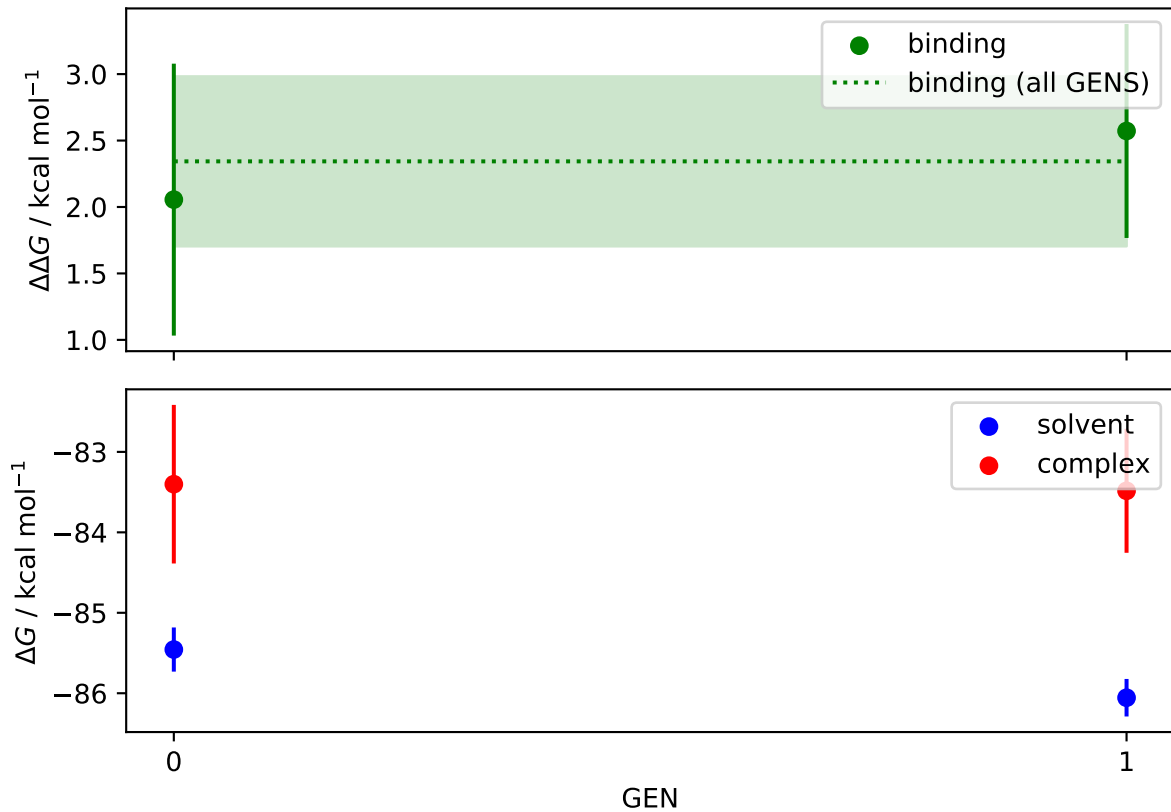 binding
binding (all GENS)
3.0
2.5
2.0
1.5
1.0
ΔΔG / kcal mol⁻¹
solvent
complex
−83
−84
−85
−86
ΔG / kcal mol⁻¹
0
1
GEN